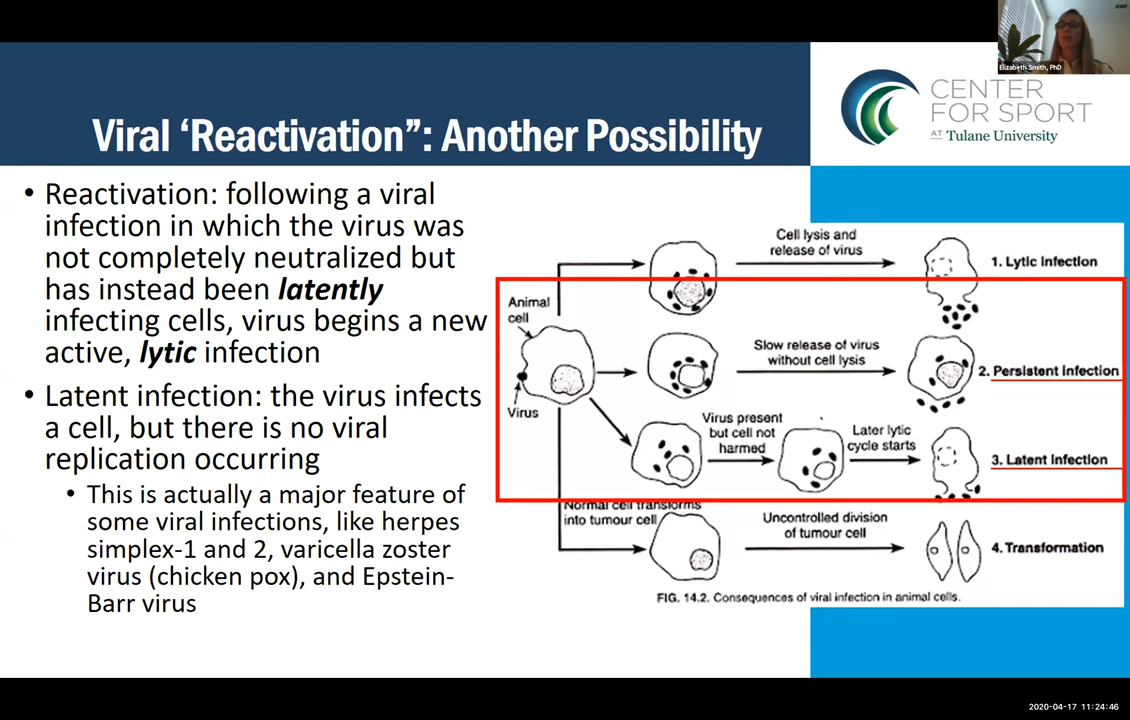 Elizabeth Smith, PhD
CENTER
FOR SPORT
AT Tulane University
Viral ‘Reactivation”: Another Possibility
• Reactivation: following a viral
infection in which the virus was
not completely neutralized but
has instead been latently
infecting cells, virus begins a new
active, lytic infection
• Latent infection: the virus infects
a cell, but there is no viral
replication occurring
• This is actually a major feature of
some viral infections, like herpes
simplex-1 and 2, varicella zoster
virus (chicken pox), and Epstein-
Barr virus
Cell lysis and
release of virus
1. Lytic Infection
Animal
cell
Virus
Slow release of virus
without cell lysis
2. Persistent Infection
Virus present
but cell not
harmed
Later lytic
cycle starts
3. Latent Infection
Normal cell transforms
into tumour cell
Uncontrolled division
of tumour cell
4. Transformation
FIG. 14.2. Consequences of viral infection in animal cells.
2020-04-17 11:24:46